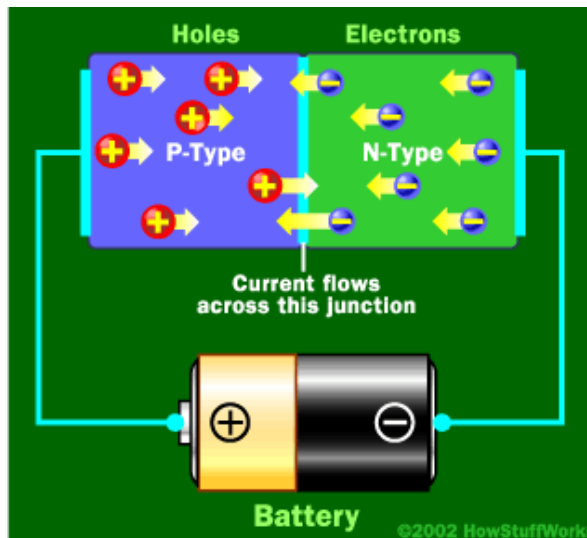 Holes
Electrons
P-Type
N-Type
Current flows
across this junction
Battery
©2002 HowStuffWorks